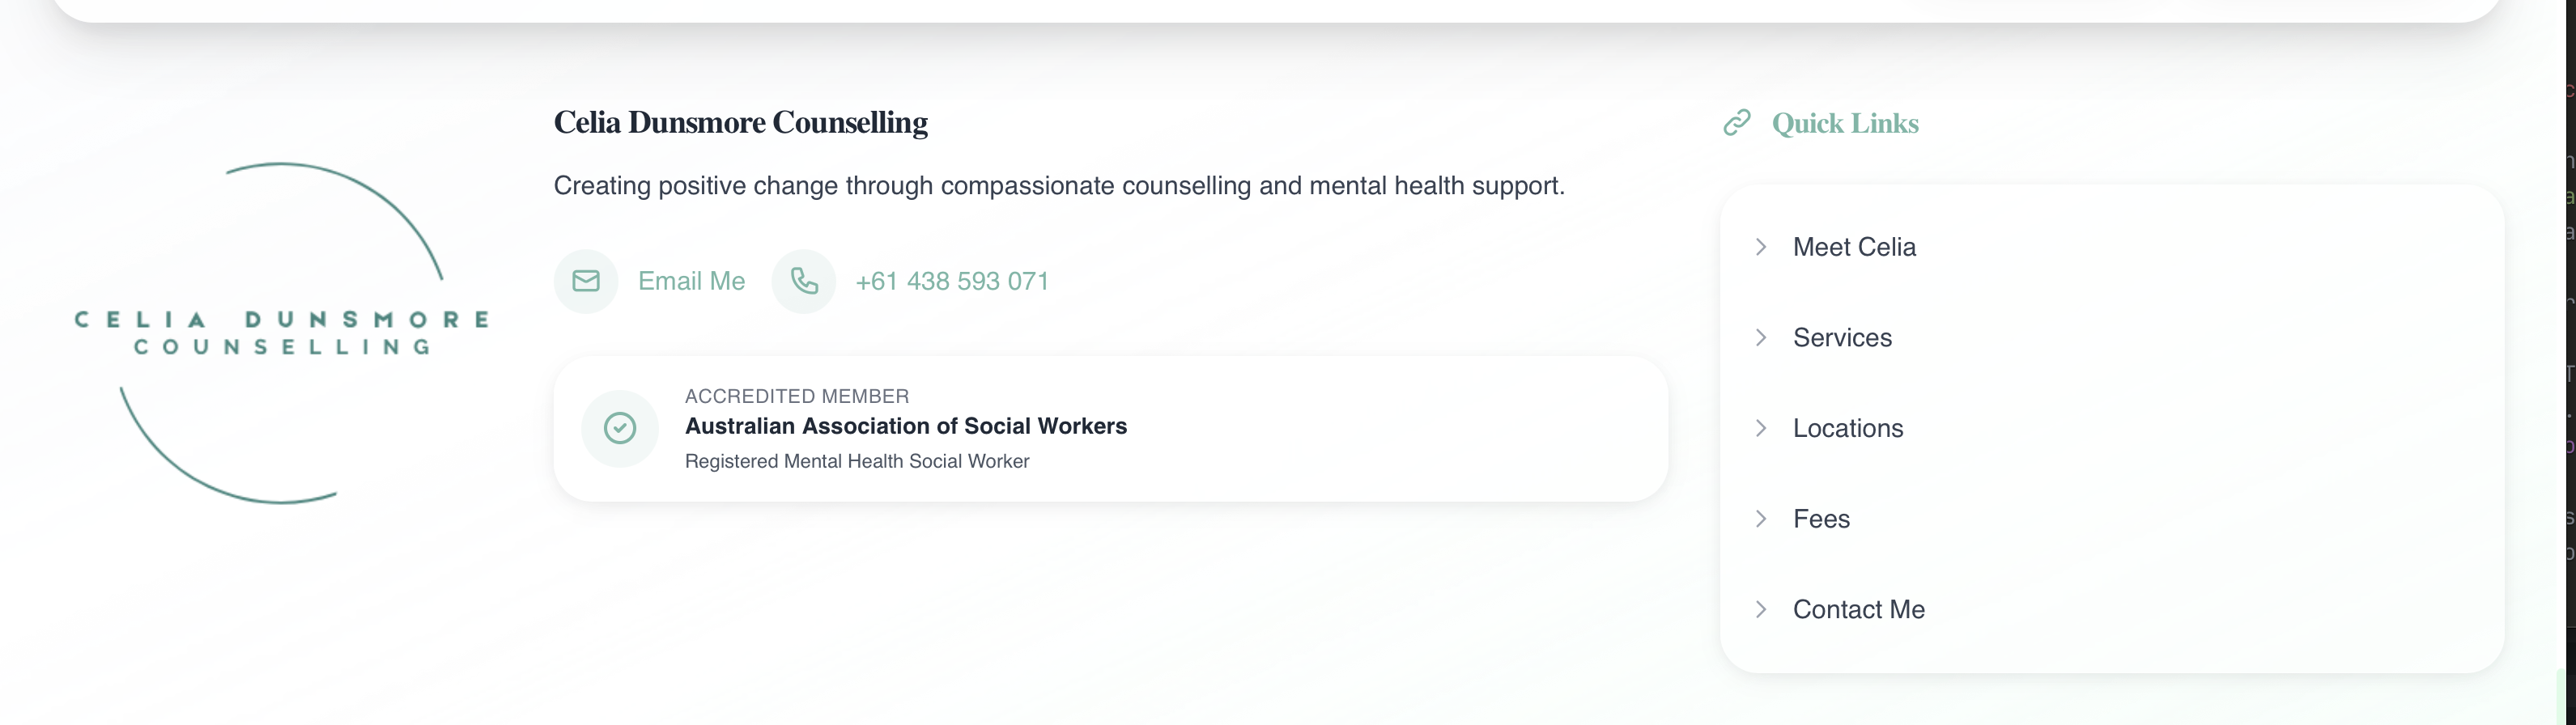 CELIA DUNSMORE
COUNSELLING
Celia Dunsmore Counselling
Creating positive change through compassionate counselling and mental health support.
Email Me
+61 438 593 071
ACCREDITED MEMBER
Australian Association of Social Workers
Registered Mental Health Social Worker
Quick Links
Meet Celia
Services
Locations
Fees
Contact Me